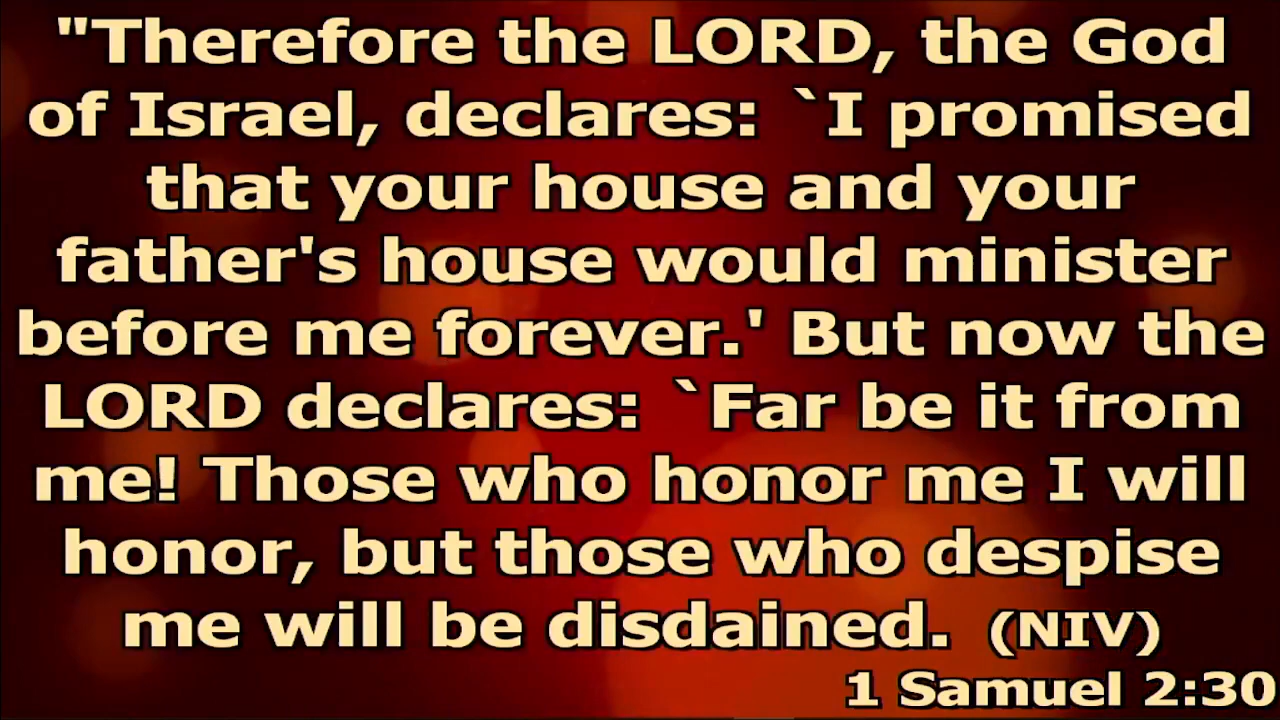 "Therefore the LORD, the God
of Israel, declares: `I promised
that your house and your
father's house would minister
before me forever.' But now the
LORD declares: `Far be it from
me! Those who honor me I will
honor, but those who despise
me will be disdained. (NIV)
1 Samuel 2:30